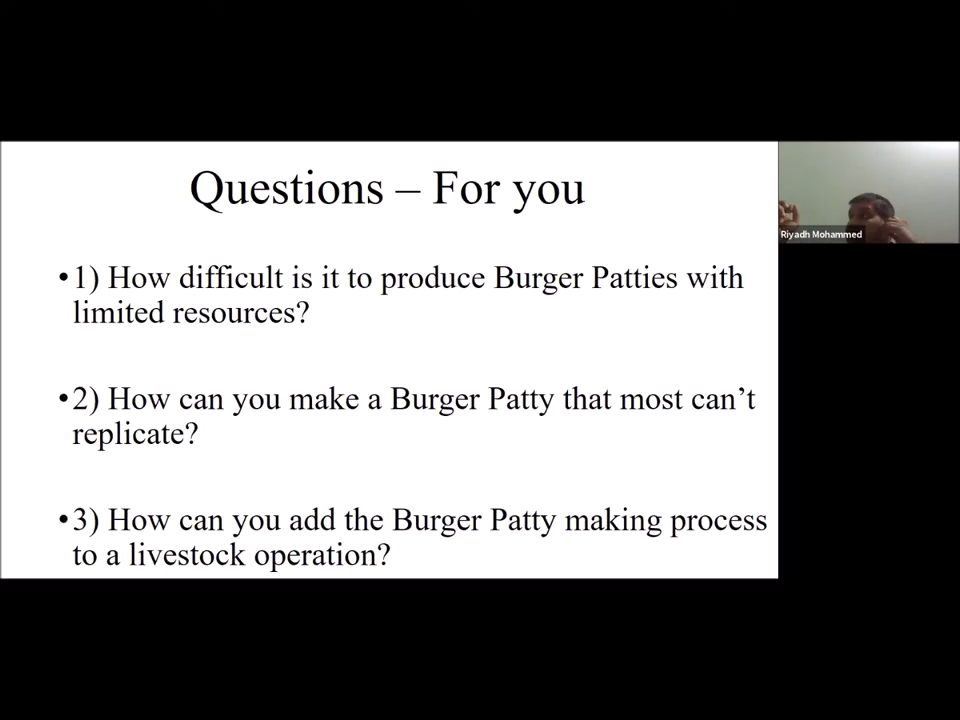 Questions – For you
•1) How difficult is it to produce Burger Patties with
limited resources?
•2) How can you make a Burger Patty that most can’t
replicate?
•3) How can you add the Burger Patty making process
to a livestock operation?
Riyadh Mohammed